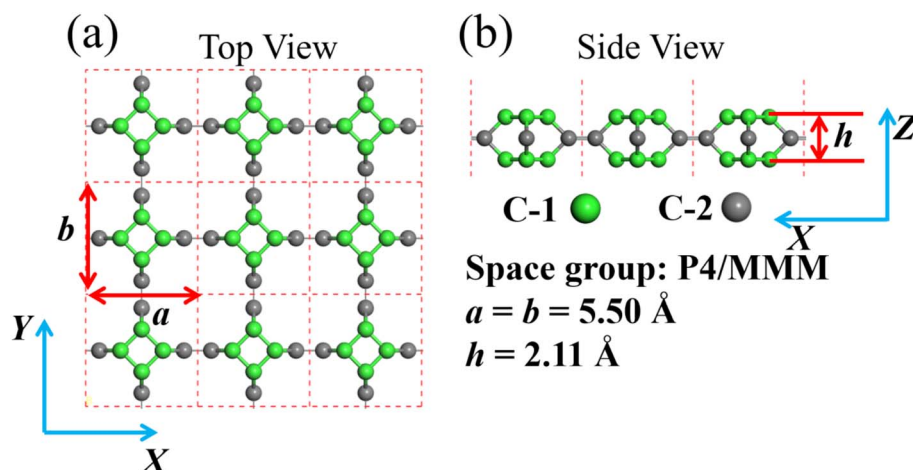 (a)
Top View
b
a
Y
X
(b)
Side View
h
Z
C-1
C-2
X
Space group: P4/MMM
a = b = 5.50 Å
h = 2.11 Å